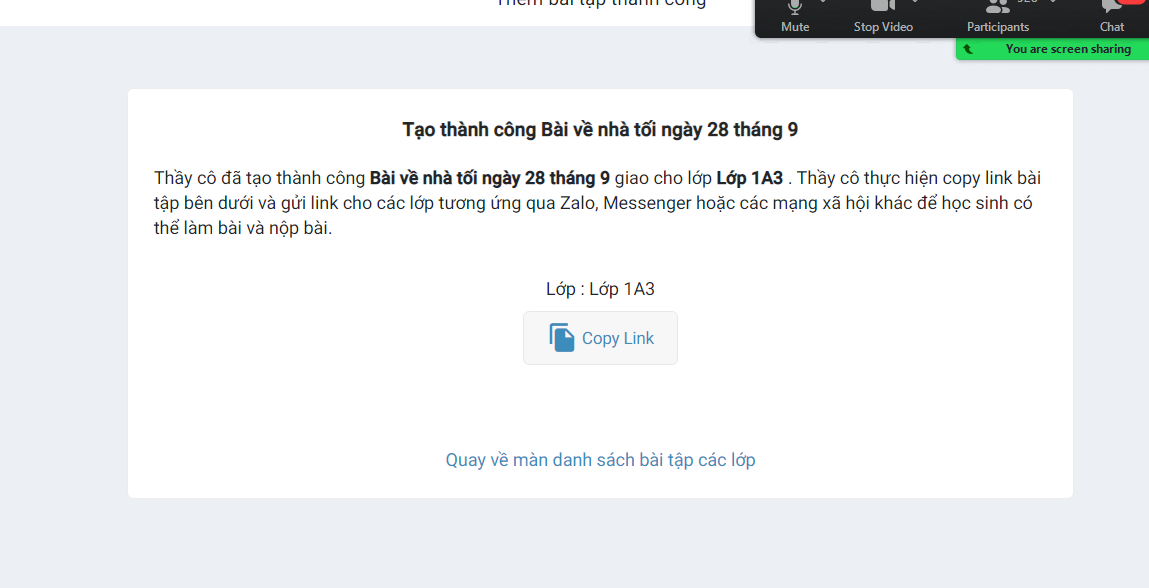 Thêm bài tập thành công
Mute
Stop Video
Participants
Chat
You are screen sharing
Tạo thành công Bài về nhà tối ngày 28 tháng 9
Thầy cô đã tạo thành công Bài về nhà tối ngày 28 tháng 9 giao cho lớp Lớp 1A3 . Thầy cô thực hiện copy link bài
tập bên dưới và gửi link cho các lớp tương ứng qua Zalo, Messenger hoặc các mạng xã hội khác để học sinh có
thể làm bài và nộp bài.
Lớp : Lớp 1A3
Copy Link
Quay về màn danh sách bài tập các lớp